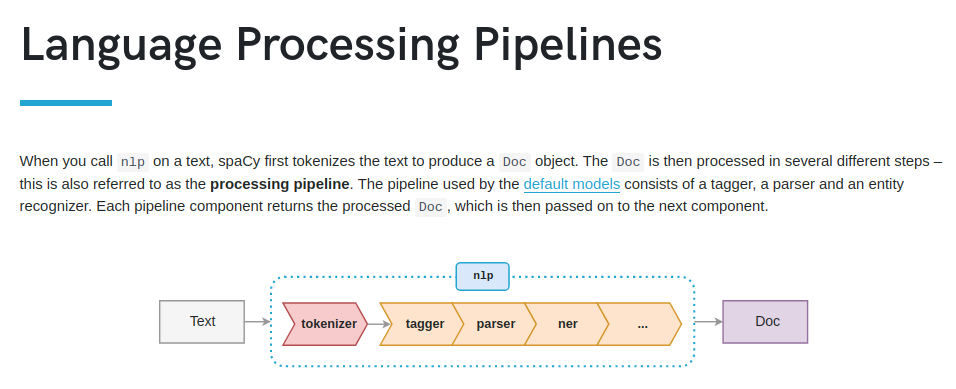 Language Processing Pipelines
When you call nlp on a text, spaCy first tokenizes the text to produce a Doc object. The Doc is then processed in several different steps –
this is also referred to as the processing pipeline. The pipeline used by the default models consists of a tagger, a parser and an entity
recognizer. Each pipeline component returns the processed Doc, which is then passed on to the next component.
nlp
Text
tokenizer
tagger
parser
ner
...
Doc